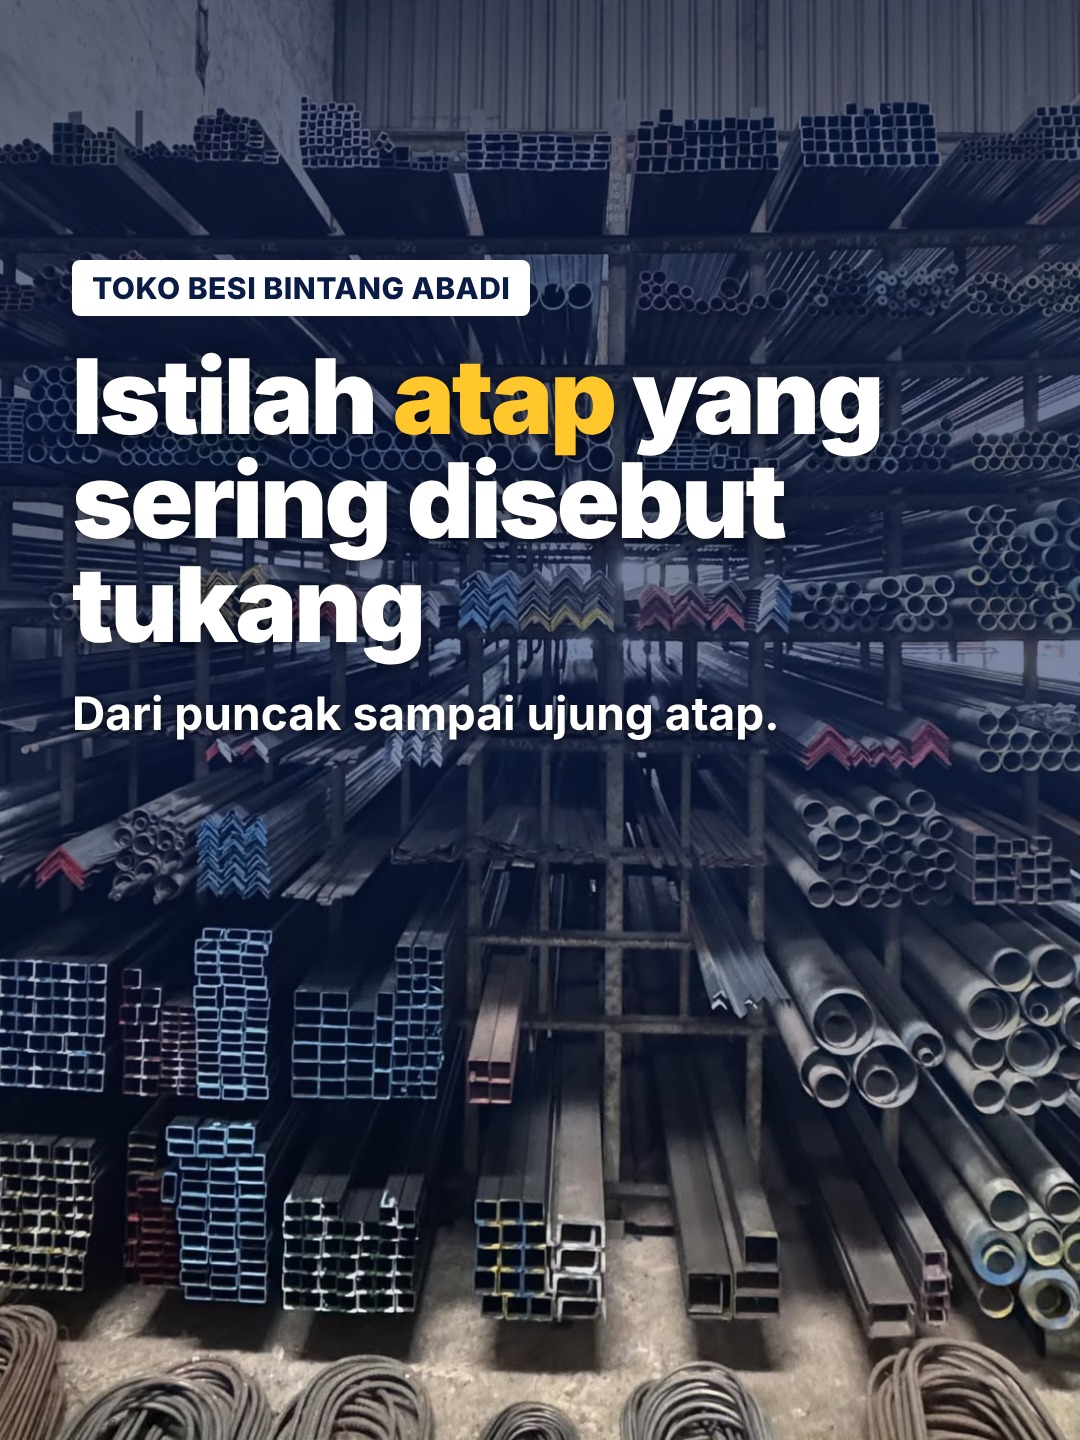 TOKO BESI BINTANG ABADI
Istilah atap yang
sering disebut
tukang
Dari puncak sampai ujung atap.